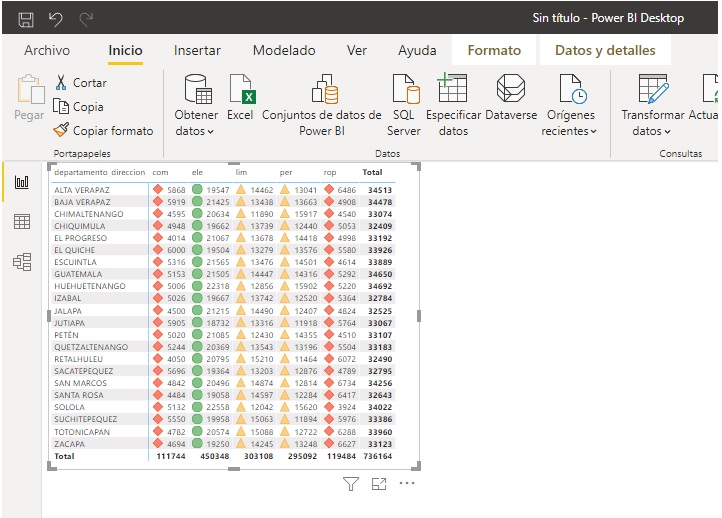 Sin título - Power BI Desktop
Archivo Inicio Insertar Modelado Ver Ayuda Formato Datos y detalles
Pegar
Cortar
Copia
Copiar formato
Portapapeles
Obtener datos
Excel
Conjuntos de datos de Power BI
SQL Server
Especificar datos
Dataverse
Orígenes recientes
Datos
Transformar datos
Actua
Consultas
departamento_direccion com ele lim per rop Total
ALTA VERAPAZ 5868 19547 14462 13041 6486 34513
BAJA VERAPAZ 5919 21425 13438 13663 4908 34478
CHIMALTENANGO 4595 20634 11890 15917 4540 33074
CHIQUIMULA 4948 19662 13739 12440 5053 32409
EL PROGRESO 4014 21067 13678 14418 4998 33192
EL QUICHE 6000 19504 13279 13576 5580 33926
ESCUINTLA 5316 21565 13476 14501 4614 33889
GUATEMALA 5153 21505 14447 14316 5292 34650
HUEHUETENANGO 5006 22318 12856 15902 5220 34692
IZABAL 5026 19667 13742 12520 5364 32784
JALAPA 4500 21215 14490 12407 4824 32525
JUTIAPA 5905 18732 13316 11918 5764 33067
PETÉN 5020 21085 12430 14355 4510 33107
QUETZALTENANGO 5244 20369 13543 13196 5504 33183
RETALHULEU 4050 20795 15210 11464 6072 32490
SACATEPEQUEZ 5696 19364 13203 12876 4789 32795
SAN MARCOS 4842 20496 14874 12814 6734 34256
SANTA ROSA 4484 19058 14597 12284 6417 32643
SOLOLA 5132 22558 12042 15620 3924 34022
SUCHITEPEQUEZ 5550 19958 15063 11894 5976 33386
TOTONICAPAN 4782 20574 15088 12722 6288 33960
ZACAPA 4694 19250 14245 13248 6627 33123
Total 111744 450348 303108 295092 119484 736164